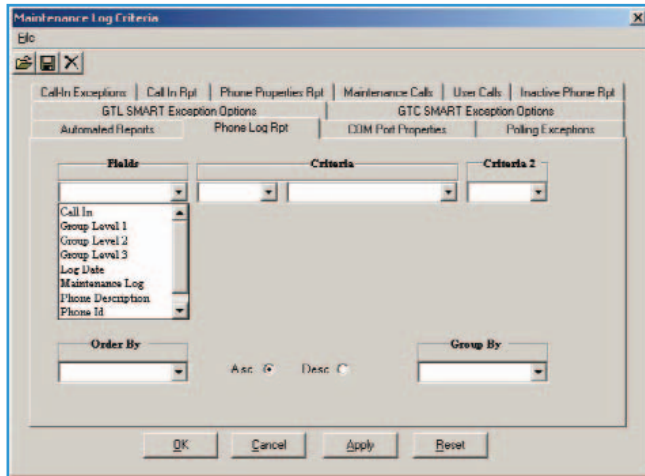 Maintenance Log Criteria
File
Call-In Exceptions Call In Rpt Phone Properties Rpt Maintenance Calls User Calls Inactive Phone Rpt
GTL SMART Exception Options GTC SMART Exception Options
Automated Reports Phone Log Rpt COM Port Properties Polling Exceptions
Fields Criteria Criteria 2
Call In
Group Level 1
Group Level 2
Group Level 3
Log Date
Maintenance Log
Phone Description
Phone Id
Order By Group By
Asc Desc
OK Cancel Apply Reset